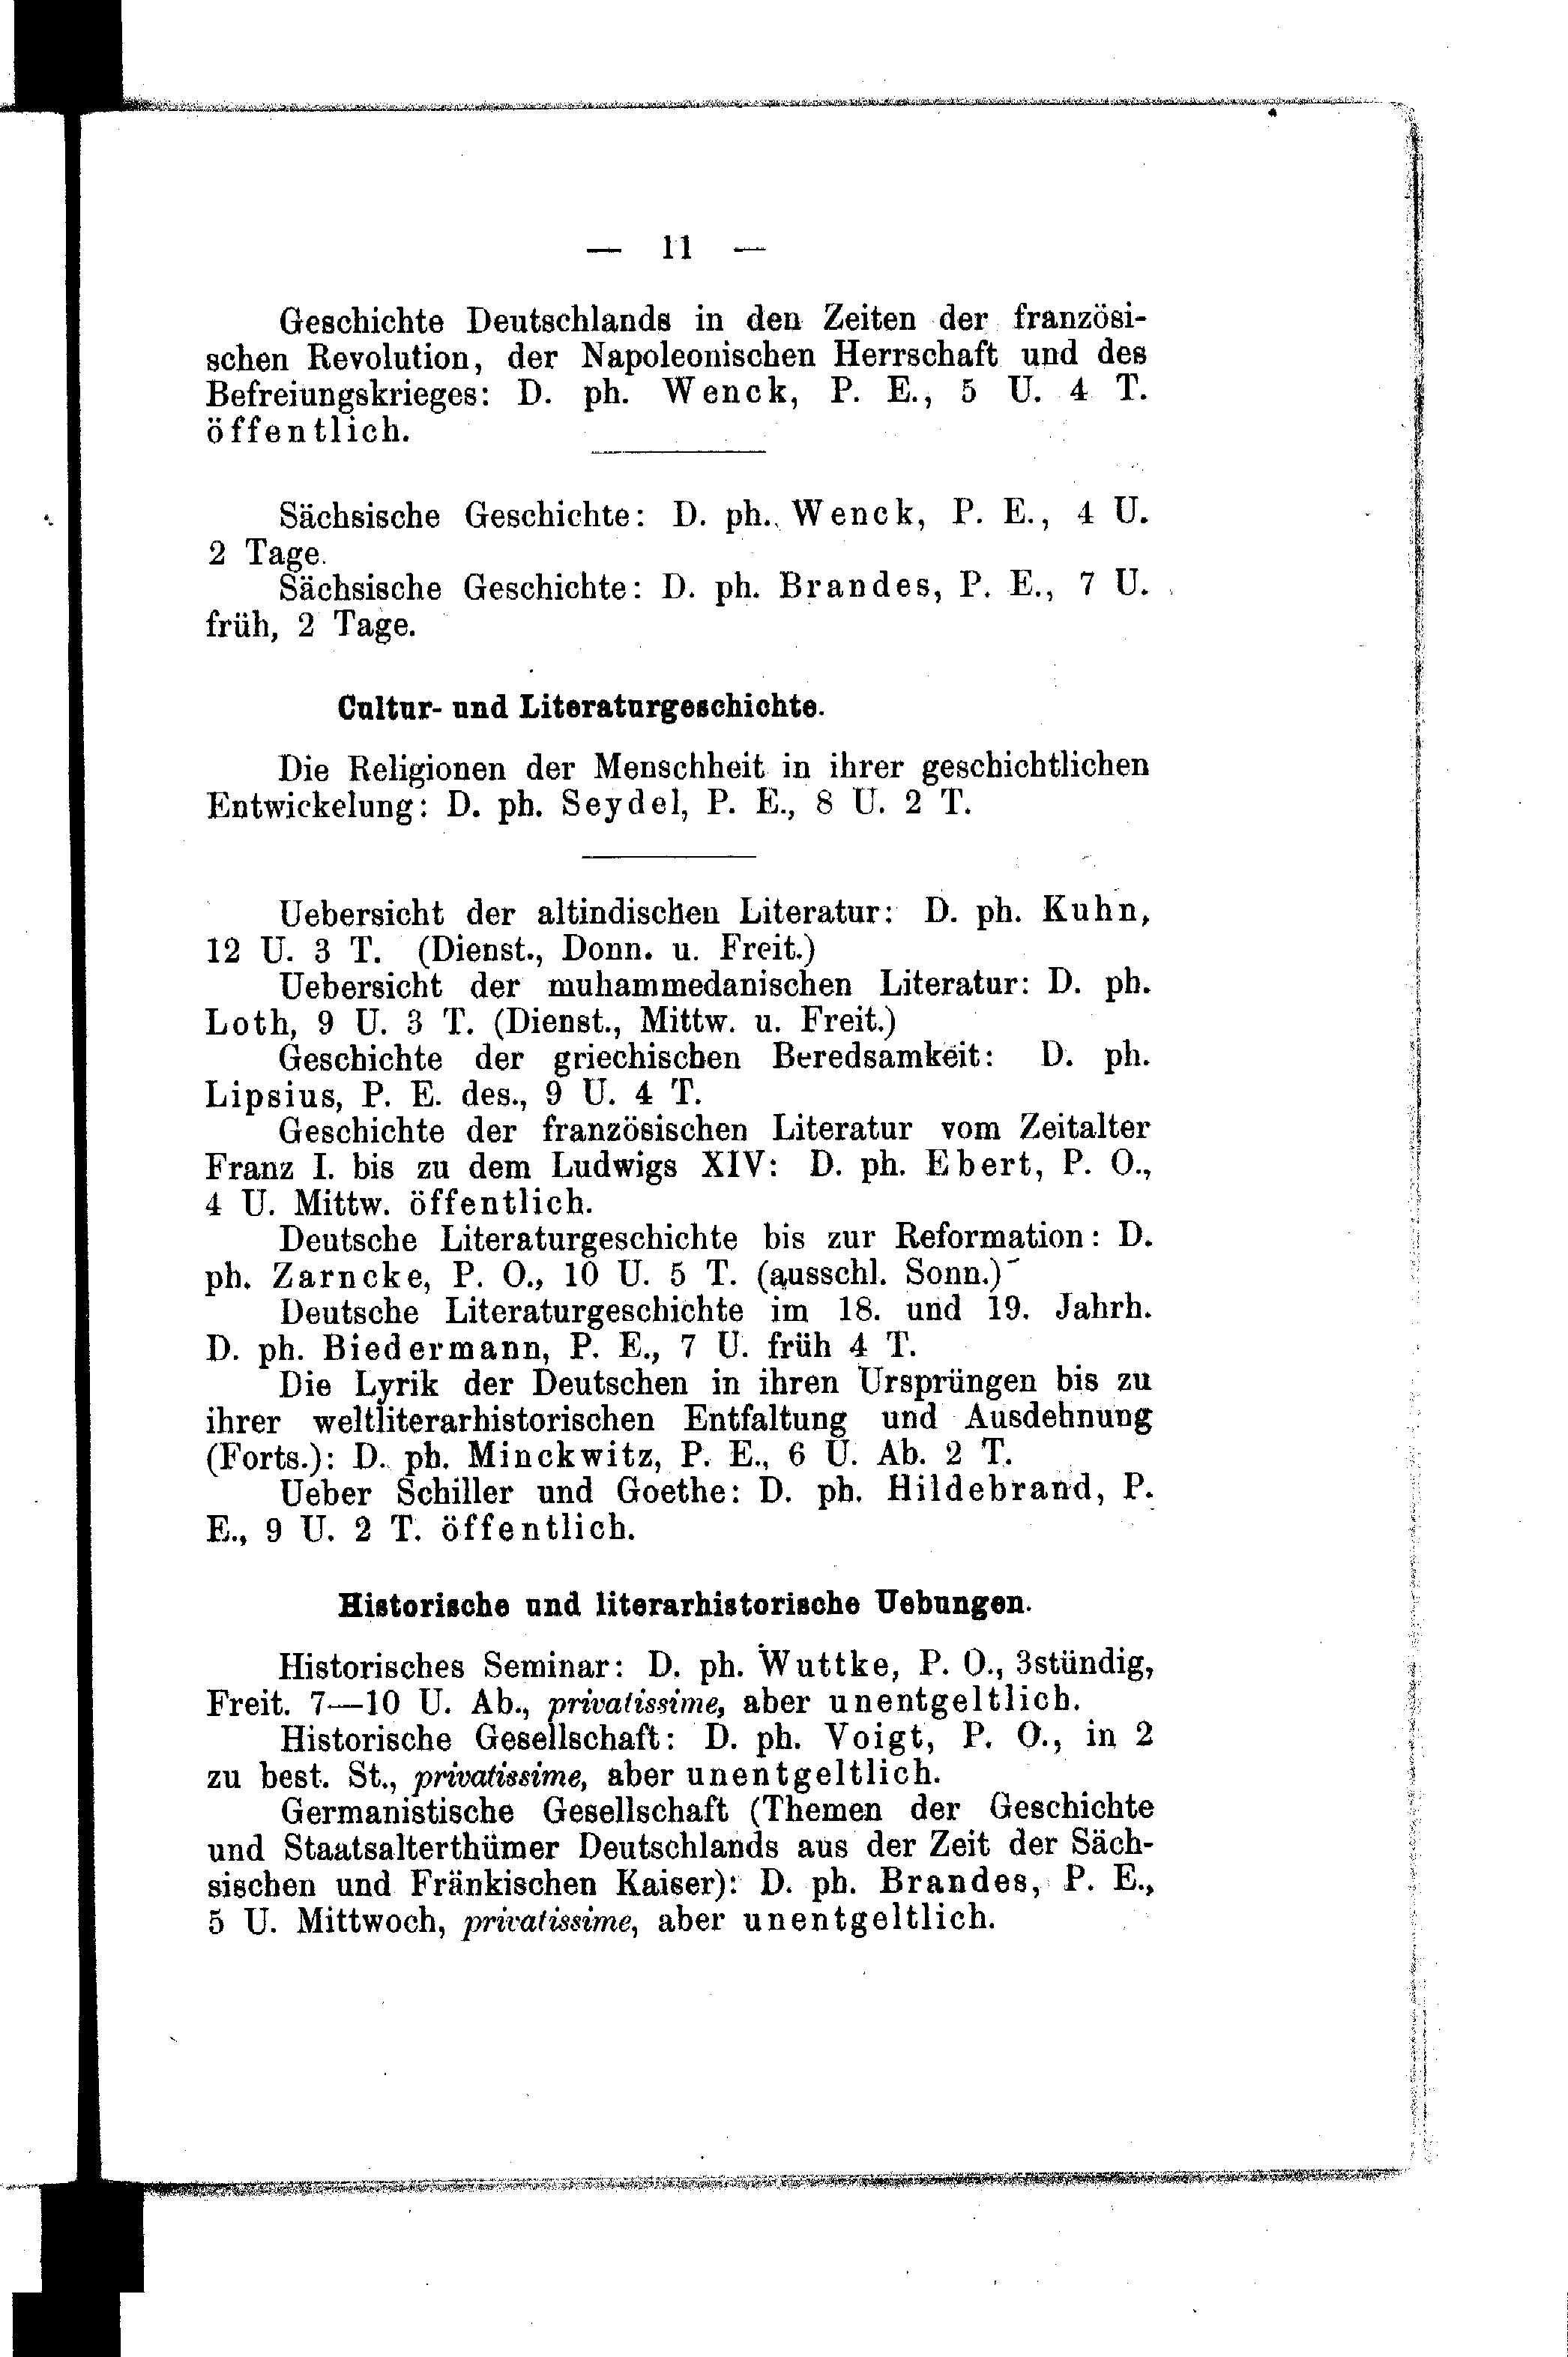 — 11 —
Geschichte Deutschlands in den Zeiten der französi-
schen Revolution, der Napoleonischen Herrschaft und des
Befreiungskrieges: D. ph. Wenck, P. E., 5 U. 4 T.
öffentlich.
Sächsische Geschichte: D. ph. Wenck, P. E., 4 U.
2 Tage.
Sächsische Geschichte: D. ph. Brandes, P. E., 7 U.
früh, 2 Tage.
Cultur- und Literaturgeschichte.
Die Religionen der Menschheit in ihrer geschichtlichen
Entwickelung: D. ph. Seydel, P. E., 8 U. 2 T.
Uebersicht der altindischen Literatur: D. ph. Kuhn,
12 U. 3 T. (Dienst., Donn. u. Freit.)
Uebersicht der muhammedanischen Literatur: D. ph.
Loth, 9 U. 3 T. (Dienst., Mittw. u. Freit.)
Geschichte der griechischen Beredsamkeit: D. ph.
Lipsius, P. E. des., 9 U. 4 T.
Geschichte der französischen Literatur vom Zeitalter
Franz I. bis zu dem Ludwigs XIV: D. ph. Ebert, P. O.,
4 U. Mittw. öffentlich.
Deutsche Literaturgeschichte bis zur Reformation: D.
ph. Zarncke, P. O., 10 U. 5 T. (ausschl. Sonn.)
Deutsche Literaturgeschichte im 18. und 19. Jahrh.
D. ph. Biedermann, P. E., 7 U. früh 4 T.
Die Lyrik der Deutschen in ihren Ursprüngen bis zu
ihrer weltliterarhistorischen Entfaltung und Ausdehnung
(Forts.): D. ph. Minckwitz, P. E., 6 U. Ab. 2 T.
Ueber Schiller und Goethe: D. ph. Hildebrand, P.
E., 9 U. 2 T. öffentlich.
Historische und literarhistorische Uebungen.
Historisches Seminar: D. ph. Wuttke, P. O., 3stündig,
Freit. 7—10 U. Ab., privatissime, aber unentgeltlich.
Historische Gesellschaft: D. ph. Voigt, P. O., in 2
zu best. St., privatissime, aber unentgeltlich.
Germanistische Gesellschaft (Themen der Geschichte
und Staatsalterthümer Deutschlands aus der Zeit der Säch-
sischen und Fränkischen Kaiser): D. ph. Brandes, P. E.,
5 U. Mittwoch, privatissime, aber unentgeltlich.